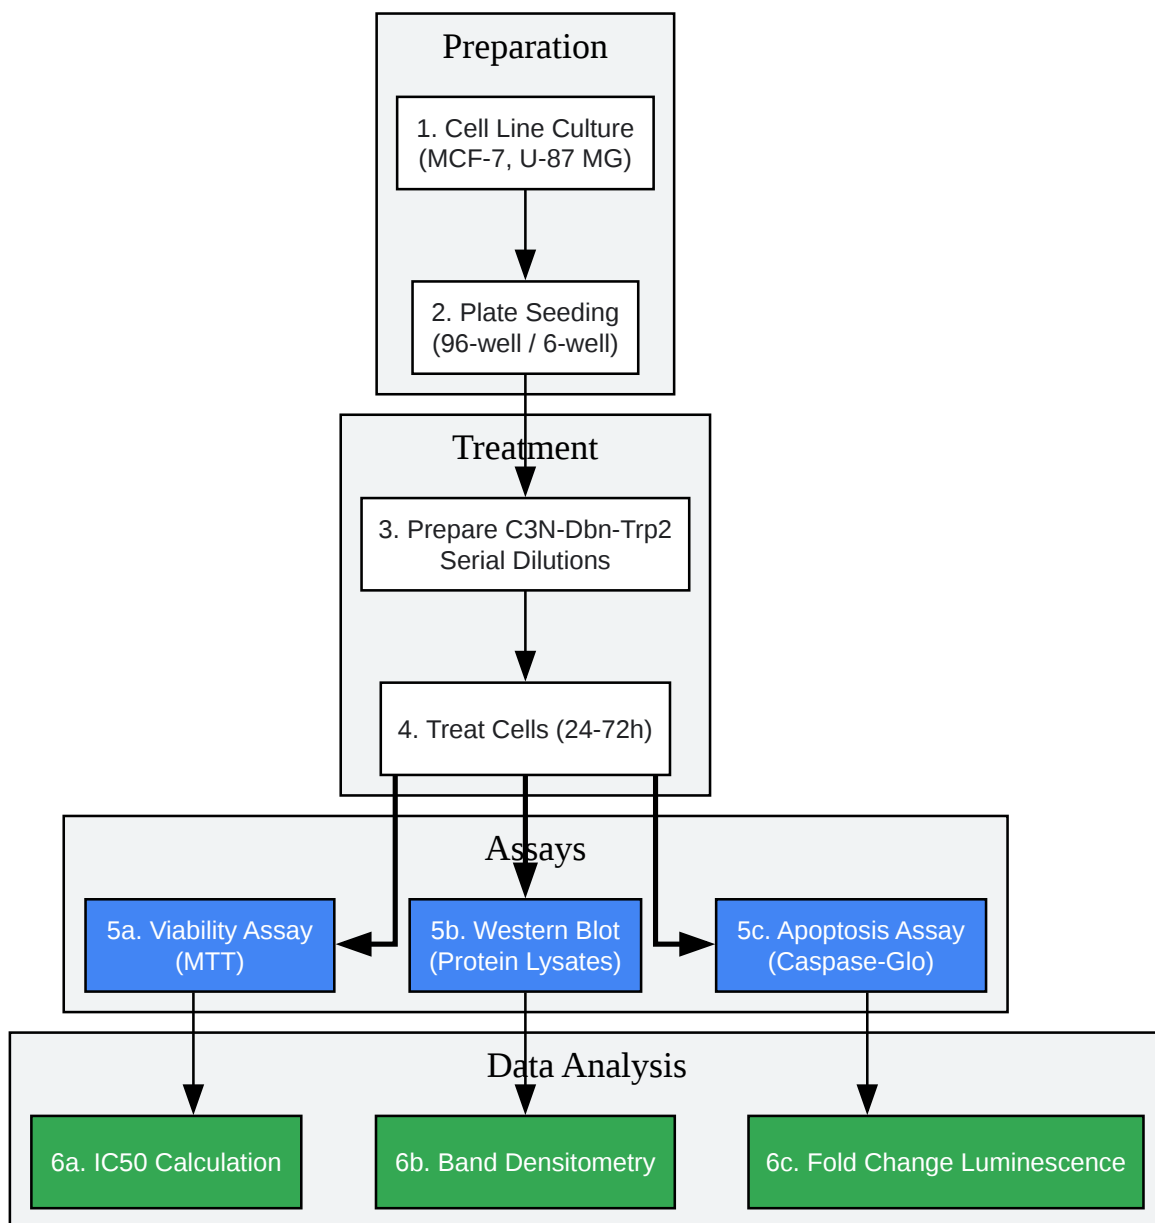 Preparation
1. Cell Line Culture
(MCF-7, U-87 MG)
2. Plate Seeding
(96-well / 6-well)
Treatment
3. Prepare C3N-Dbn-Trp2
Serial Dilutions
4. Treat Cells (24-72h)
Assays
5a. Viability Assay
(MTT)
5b. Western Blot
(Protein Lysates)
5c. Apoptosis Assay
(Caspase-Glo)
Data Analysis
6a. IC50 Calculation
6b. Band Densitometry
6c. Fold Change Luminescence